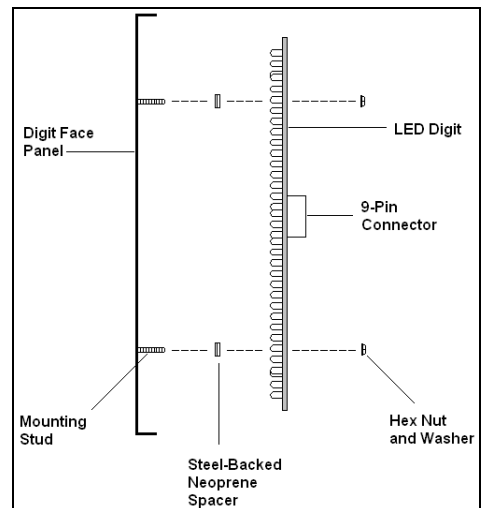 Digit Face
Panel
LED Digit
9-Pin
Connector
Mounting
Stud
Hex Nut
and Washer
Steel-Backed
Neoprene
Spacer